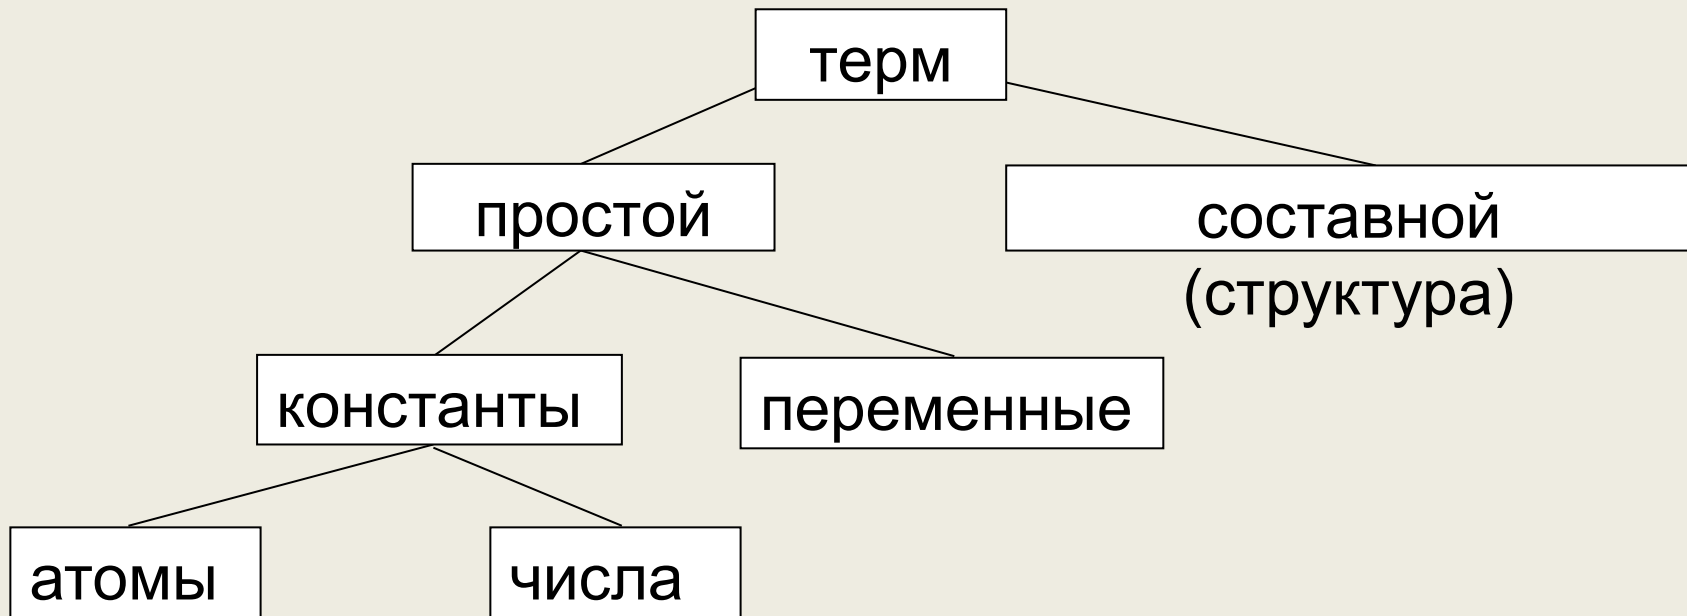 терм
простой
составной
(структура)
константы
переменные
атомы
числа